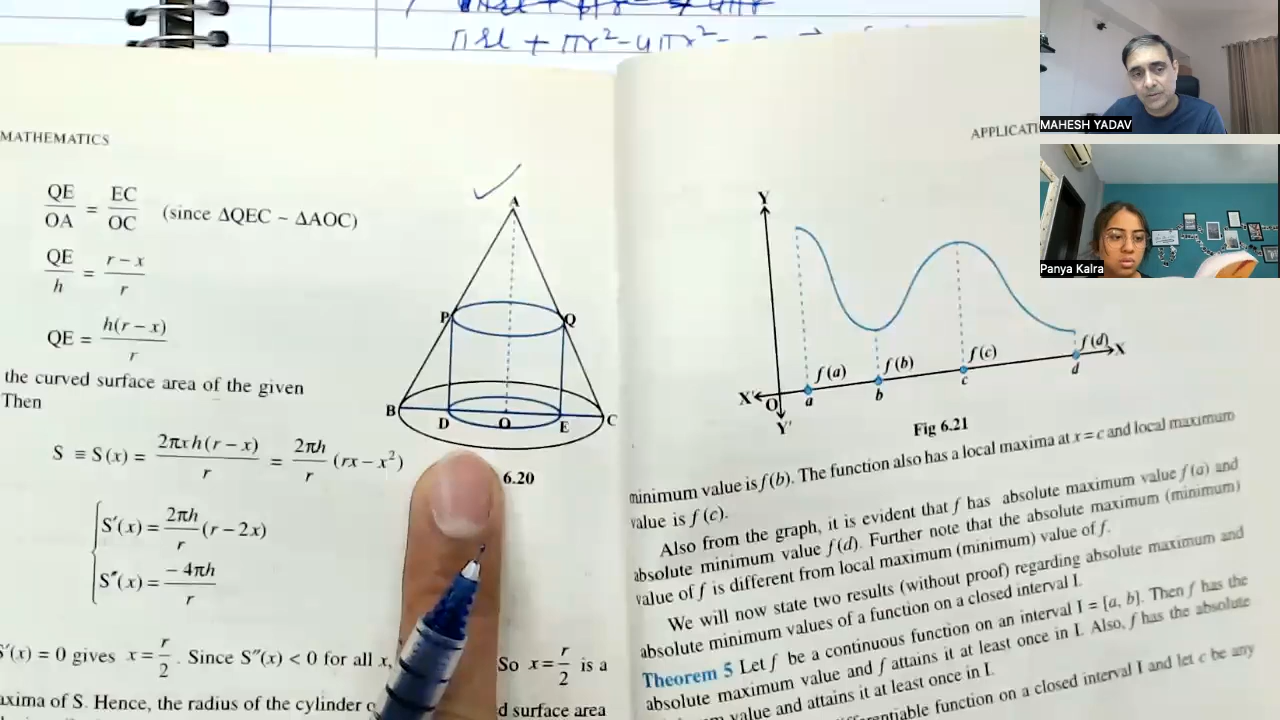 πrl + πr² - 4πr² -
MATHEMATICS
QE/OA = EC/OC (since ΔQEC ~ ΔAOC)
QE/h = r – x/r
QE = h(r – x)/r
the curved surface area of the given
Then
S ≡ S(x) = 2πxh(r – x)/r = 2πh/r (rx – x²)
S′(x) = 2πh/r (r – 2x)
S″(x) = – 4πh/r
S′(x) = 0 gives x = r/2 . Since S″(x) < 0 for all x, So x = r/2 is a
maxima of S. Hence, the radius of the cylinder d surface area
A
P
Q
B
D
O
E
C
6.20
APPLICATI
Y
f (a)
f (b)
f (c)
f (d)
X
X′
O
a
b
c
d
Y′
Fig 6.21
minimum value is f (b). The function also has a local maxima at x = c and local maximum
value is f (c).
Also from the graph, it is evident that f has absolute maximum value f (a) and
absolute minimum value f (d). Further note that the absolute maximum (minimum)
value of f is different from local maximum (minimum) value of f.
We will now state two results (without proof) regarding absolute maximum and
absolute minimum values of a function on a closed interval I.
Theorem 5 Let f be a continuous function on an interval I = [a, b]. Then f has the
absolute maximum value and f attains it at least once in I. Also, f has the absolute
value and attains it at least once in I.
function on a closed interval I and let c be any
MAHESH YADAV
Panya Kalra